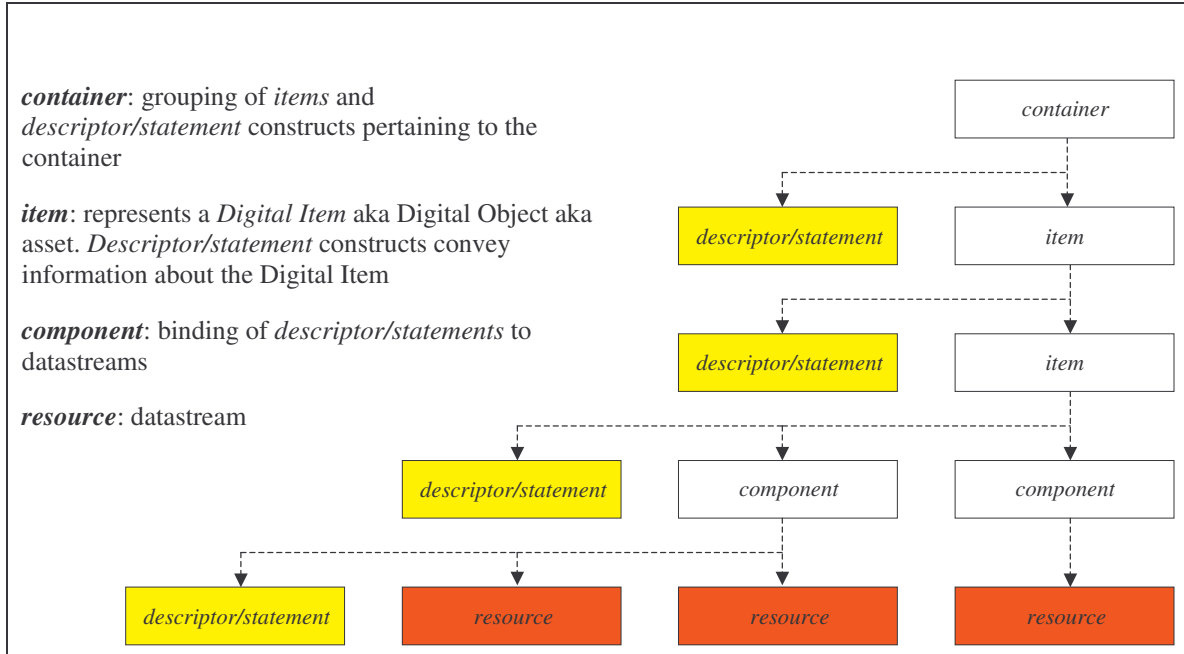 container: grouping of items and
descriptor/statement constructs pertaining to the
container
item: represents a Digital Item aka Digital Object aka
asset. Descriptor/statement constructs convey
information about the Digital Item
component: binding of descriptor/statements to
datastreams
resource: datastream
container
descriptor/statement
item
descriptor/statement
item
descriptor/statement
component
component
descriptor/statement
resource
resource
resource